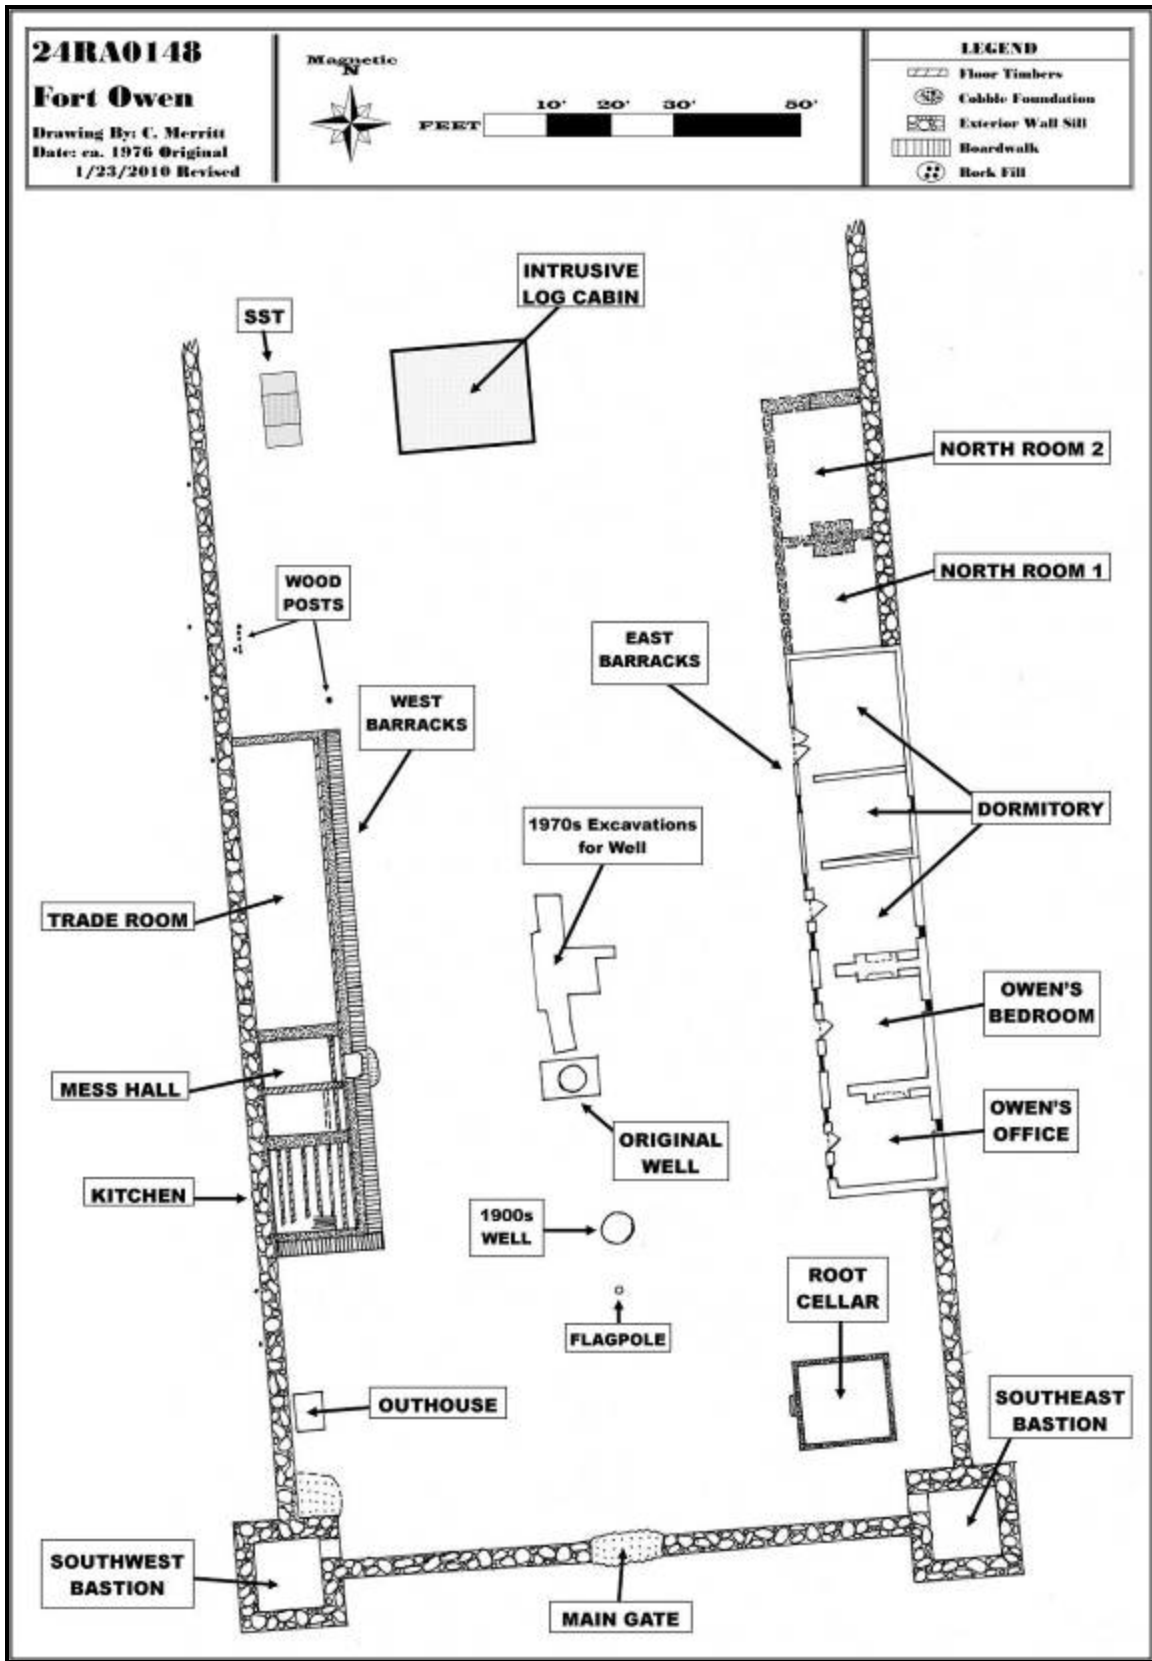 24RA0148
Fort Owen
Drawing By: C. Merritt
Date: ca. 1976 Original
1/23/2010 Revised
Magnetic
N
FEET
10' 20' 30' 50'
LEGEND
Floor Timbers
Cobble Foundation
Exterior Wall Sill
Boardwalk
Rock Fill
INTRUSIVE
LOG CABIN
SST
NORTH ROOM 2
NORTH ROOM 1
WOOD
POSTS
EAST
BARRACKS
WEST
BARRACKS
DORMITORY
1970s Excavations
for Well
TRADE ROOM
OWEN'S
BEDROOM
MESS HALL
OWEN'S
OFFICE
ORIGINAL
WELL
KITCHEN
1900s
WELL
ROOT
CELLAR
FLAGPOLE
OUTHOUSE
SOUTHEAST
BASTION
SOUTHWEST
BASTION
MAIN GATE